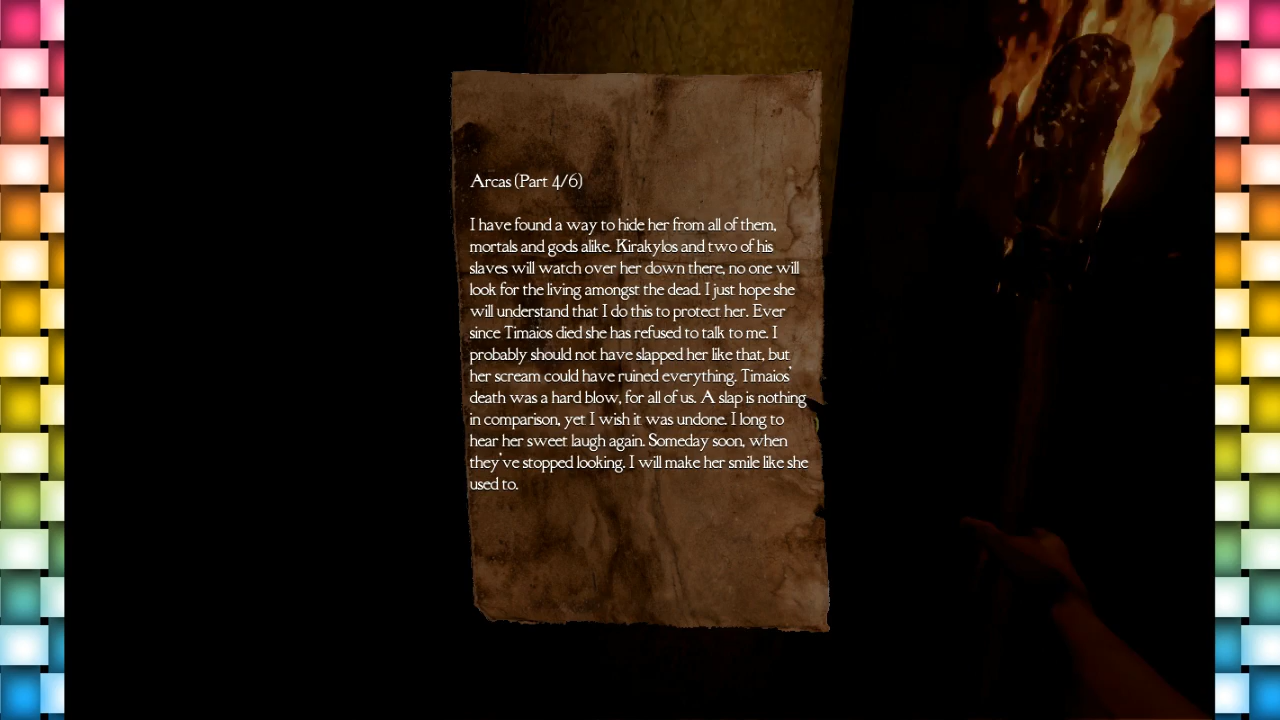 Arcas (Part 4/6)
I have found a way to hide her from all of them,
mortals and gods alike. Kirakylos and two of his
slaves will watch over her down there, no one will
look for the living amongst the dead. I just hope she
will understand that I do this to protect her. Ever
since Timaios died she has refused to talk to me. I
probably should not have slapped her like that, but
her scream could have ruined everything. Timaios'
death was a hard blow, for all of us. A slap is nothing
in comparison, yet I wish it was undone. I long to
hear her sweet laugh again. Someday soon, when
they've stopped looking. I will make her smile like she
used to.